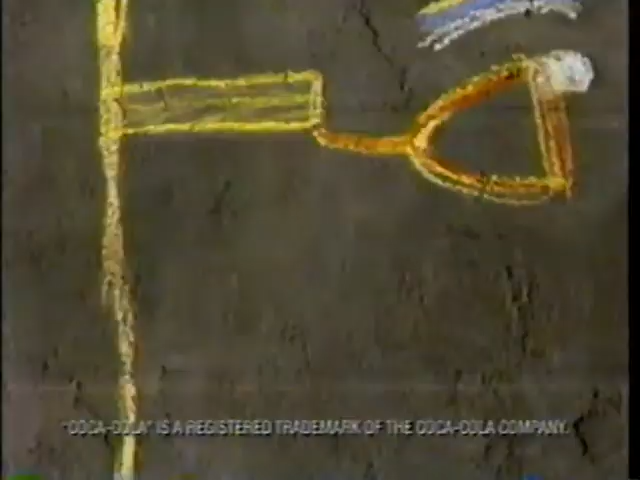 "COCA-COLA" IS A REGISTERED TRADEMARK OF THE COCA-COLA COMPANY.